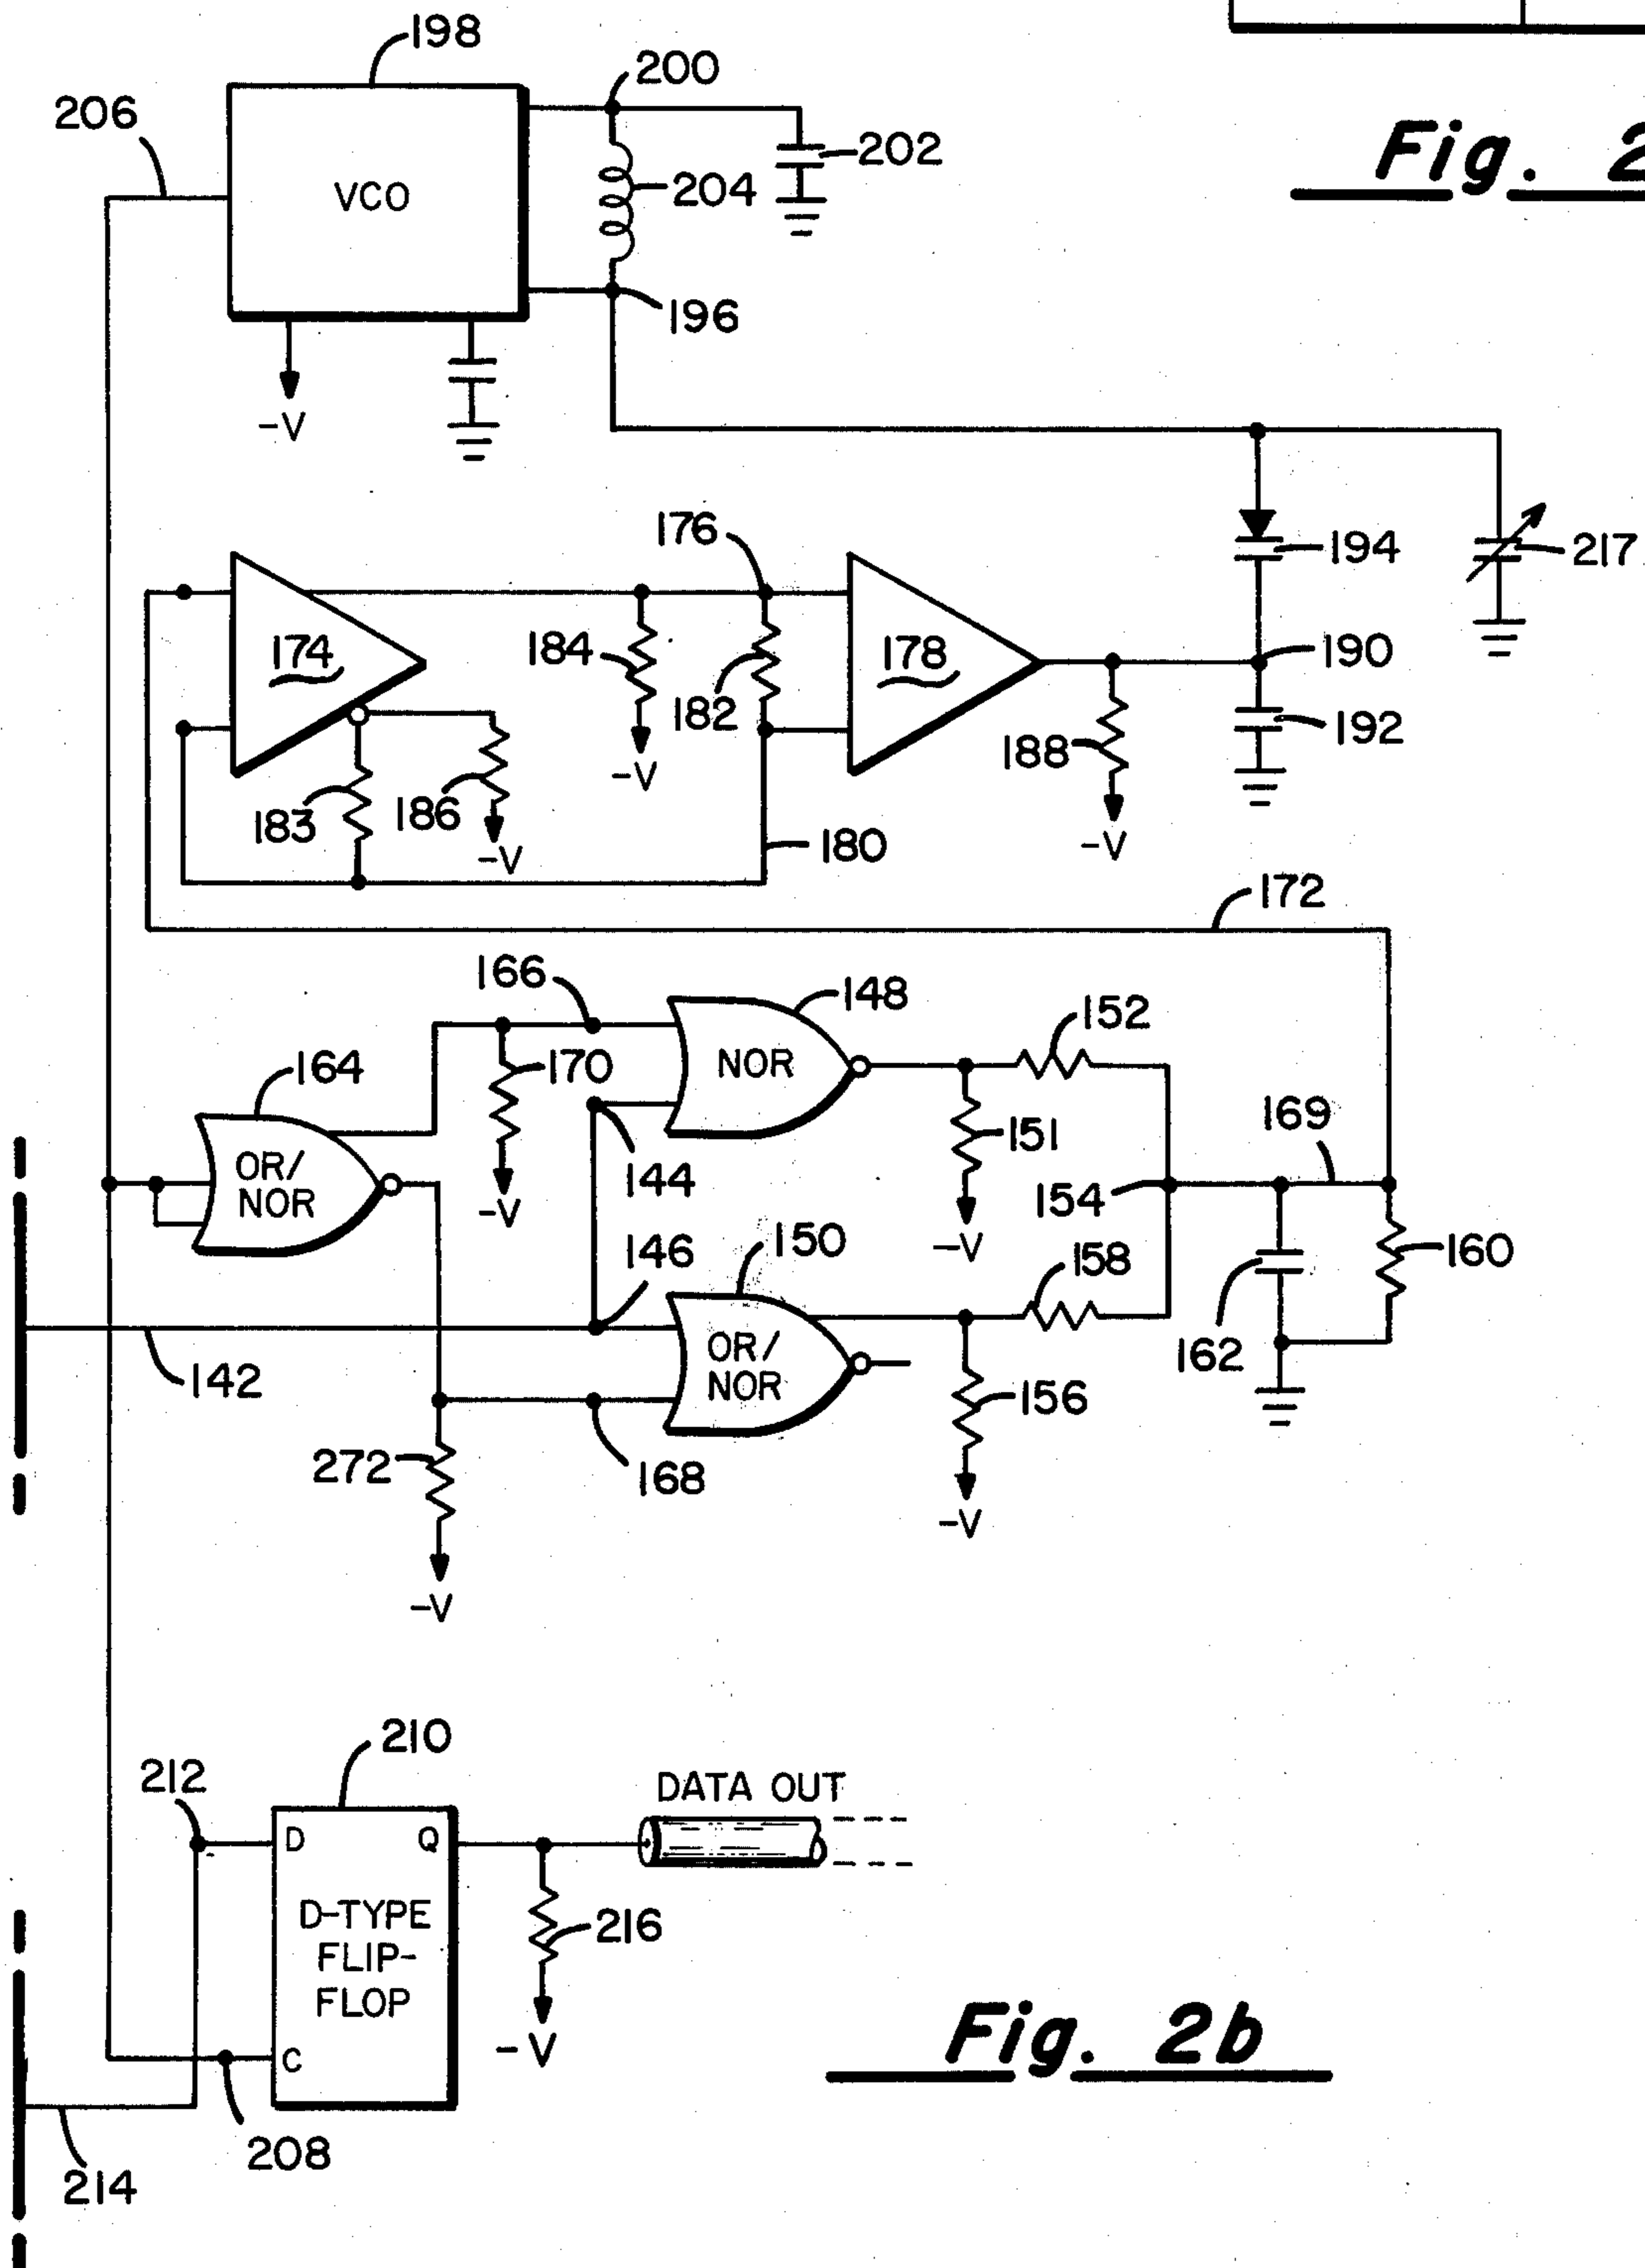 198
200
206
202
Fig. 2
VCO
204
196
-V
176
194
217
174
184
178
190
182
192
188
183
186
-V
-V
180
-V
172
166
148
152
164
170
NOR
169
OR/
NOR
151
144
154
-V
146
150
-V
158
160
142
OR/
NOR
162
156
272
168
-V
-V
210
212
DATA OUT
D
Q
D-TYPE
FLIP-
FLOP
216
C
-V
Fig. 2b
208
214